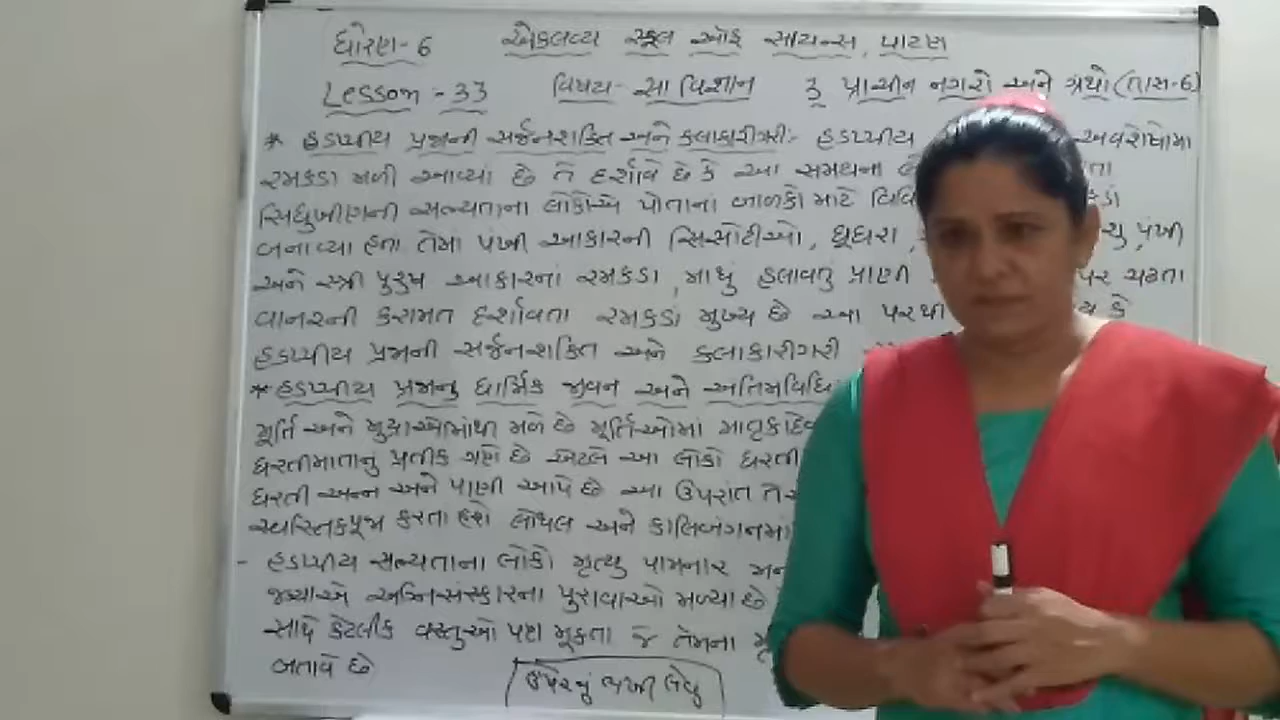 ધોરણ-6 એકલવ્ય સ્કૂલ ઓફ સાયન્સ, પાટણ
Lesson-33 વિષય-સા વિજ્ઞાન 3 પ્રાચીન નગરો અને ગ્રંથો (તાસ-6)
* હડપ્પીય પ્રજાની સર્જનશક્તિ અને કલાકારીગરી:- હડપ્પીય અવશેષોમા
રમકડા મળી આવ્યાં છે તે દર્શાવે છે કે આ સમયના
સિંધુખીણની સભ્યતાના લોકોએ પોતાના બાળકો માટે
બનાવ્યા હતા તેમાં પંખી આકારની સિસોટીઓ, ઘૂઘરા, પંખી
અને સ્ત્રી પુરુષ આકારનાં રમકડા, માથું હલાવતું પ્રાણી પર ચઢતા
વાનરની કરામત દર્શાવતા રમકડાં મુખ્ય છે આ પરથી કે
હડપ્પીય પ્રજાની સર્જનશક્તિ અને કલાકારીગરી
* હડપ્પીય પ્રજાનુ ધાર્મિક જીવન અને અંતિમવિધિ
મૂર્તિ અને મુદ્રાઓમાંથી મળે છે મૂર્તિઓમાં
ધરતીમાતાનું પ્રતીક ગણે છે એટલે આ લોકો ધરતી
ધરતી અન્ન અને પાણી આપે છે આ ઉપરાંત
સ્વસ્તિકપૂજા કરતા હશે લોથલ અને કાલિબંગનમાં
- હડપ્પીય સભ્યતાના લોકો મૃત્યુ પામનાર
જગ્યાએ અગ્નિસંસ્કારના પુરાવાઓ મળ્યા છે
સાથે કેટલીક વસ્તુઓ પણ મૂકતા જે તેમના
બતાવે છે
ઉપરનું લખી લેવુ